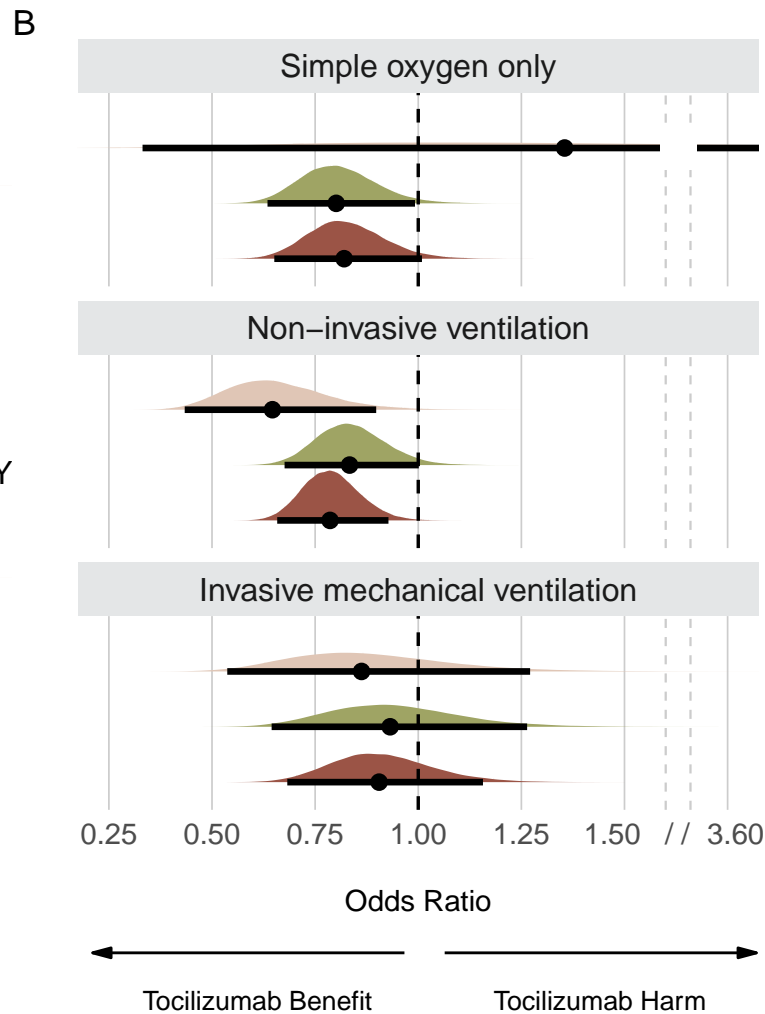 B
Simple oxygen only
Non−invasive ventilation
Y
Invasive mechanical ventilation
0.25 0.50 0.75 1.00 1.25 1.50 // 3.60
Odds Ratio
Tocilizumab Benefit Tocilizumab Harm